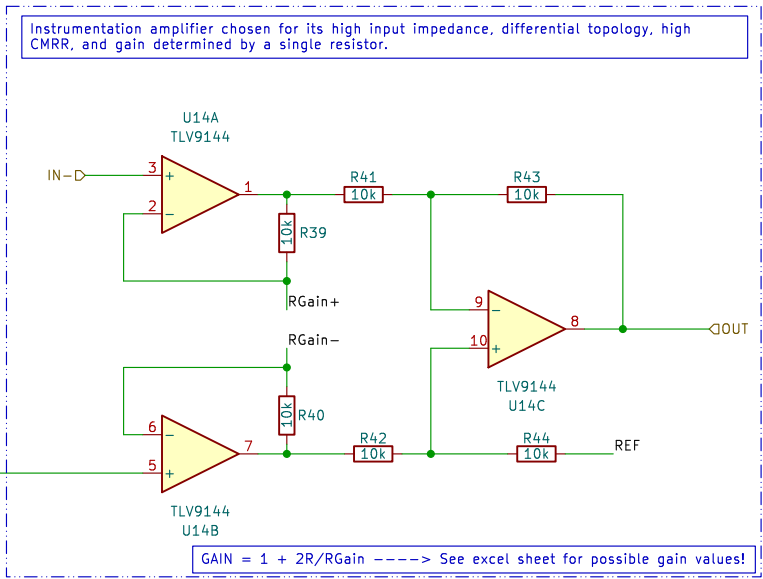 Instrumentation amplifier chosen for its high input impedance, differential topology, high
CMRR, and gain determined by a single resistor.
U14A
TLV9144
IN-
3
+
2
-
1
R41
10k
R43
10k
10k
R39
RGain+
9
-
10
+
8
OUT
RGain-
TLV9144
U14C
10k
R40
6
-
5
+
7
R42
10k
R44
10k
REF
TLV9144
U14B
GAIN = 1 + 2R/RGain ----> See excel sheet for possible gain values!